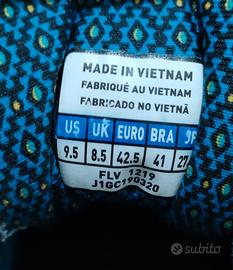 MADE IN VIETNAM
FABRIQUÉ AU VIETNAM
FABRICADO NO VIETNÃ
US UK EURO BRA
9.5 8.5 42.5 41 27
FLV 1219
J1GC190320
subito